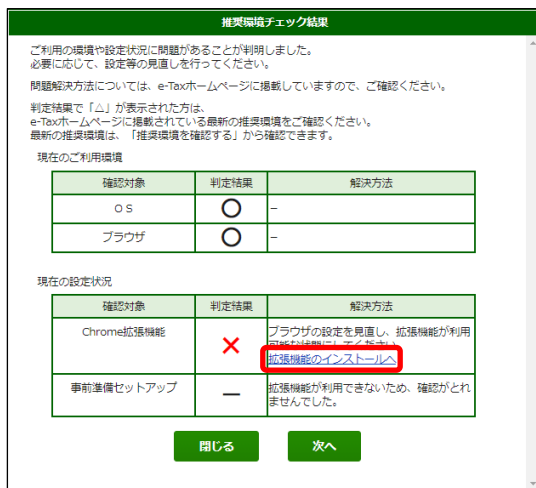 推奨環境チェック結果
ご利用の環境や設定状況に問題があることが判明しました。
必要に応じて、設定等の見直しを行ってください。
問題解決方法については、e-Taxホームページに掲載していますので、ご確認ください。
判定結果で「△」が表示された方は、
e-Taxホームページに掲載されている最新の推奨環境をご確認ください。
最新の推奨環境は、「推奨環境を確認する」から確認できます。
現在のご利用環境
確認対象 判定結果 解決方法
ＯＳ ○ −
ブラウザ ○ −
現在の設定状況
確認対象 判定結果 解決方法
Chrome拡張機能 × ブラウザの設定を見直し、拡張機能が利用
可能な状態にしてください。
拡張機能のインストールへ
事前準備セットアップ － 拡張機能が利用できないため、確認がとれ
ませんでした。
閉じる 次へ